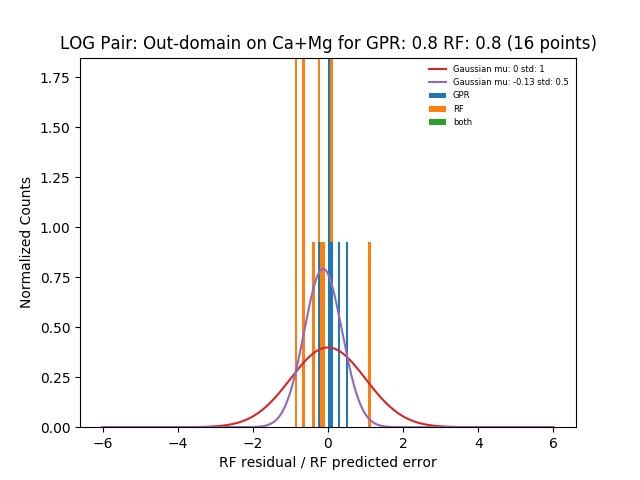 LOG Pair: Out-domain on Ca+Mg for GPR: 0.8 RF: 0.8 (16 points)
Gaussian mu: 0 std: 1
Gaussian mu: -0.13 std: 0.5
GPR
RF
both
1.75
1.50
1.25
1.00
0.75
0.50
0.25
0.00
Normalized Counts
−6 −4 −2 0 2 4 6
RF residual / RF predicted error